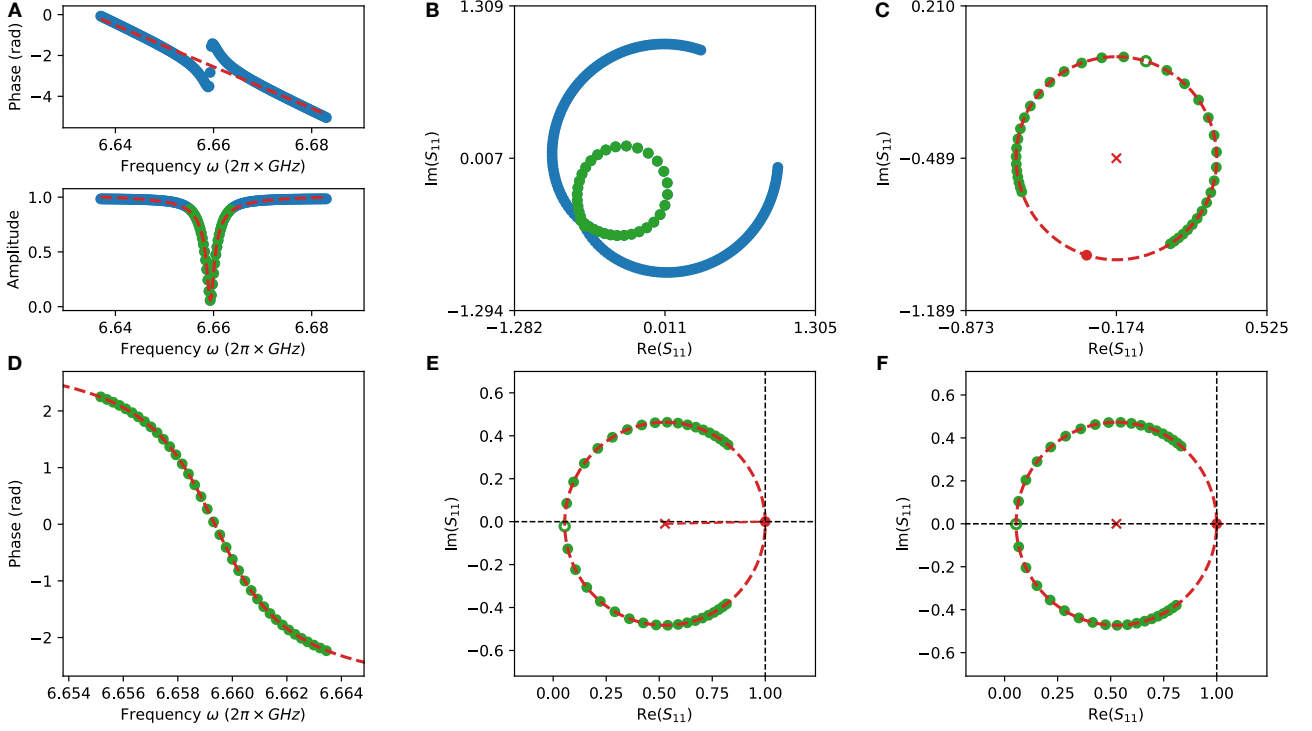 A
0
−2
−4
Phase (rad)
6.64
6.66
6.68
Frequency ω (2π × GHz)
1.0
0.5
0.0
Amplitude
6.64
6.66
6.68
Frequency ω (2π × GHz)
B
1.309
0.007
−1.294
Im(S₁₁)
−1.282
0.011
1.305
Re(S₁₁)
C
0.210
−0.489
−1.189
Im(S₁₁)
−0.873
−0.174
0.525
Re(S₁₁)
D
2
1
0
−1
−2
Phase (rad)
6.654
6.656
6.658
6.660
6.662
6.664
Frequency ω (2π × GHz)
E
0.6
0.4
0.2
0.0
−0.2
−0.4
−0.6
Im(S₁₁)
0.00
0.25
0.50
0.75
1.00
Re(S₁₁)
F
0.6
0.4
0.2
0.0
−0.2
−0.4
−0.6
Im(S₁₁)
0.00
0.25
0.50
0.75
1.00
Re(S₁₁)